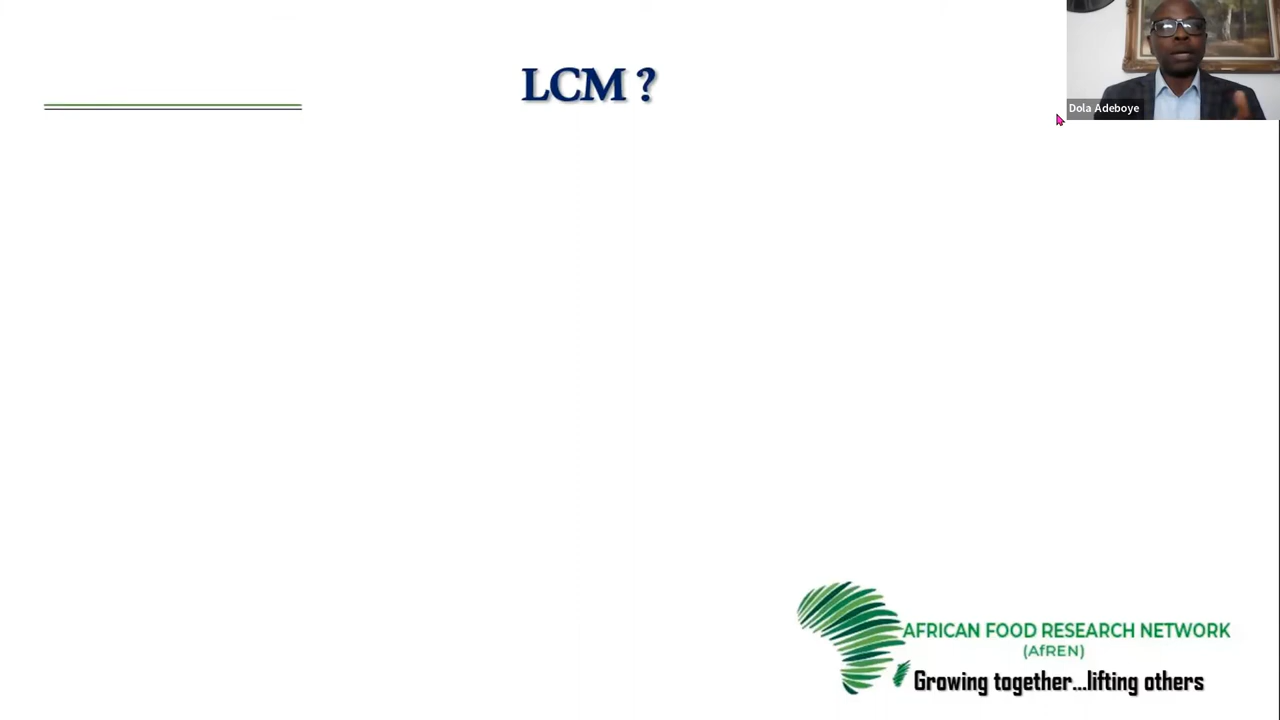 LCM ?
Dola Adeboye
AFRICAN FOOD RESEARCH NETWORK
(AfREN)
Growing together...lifting others